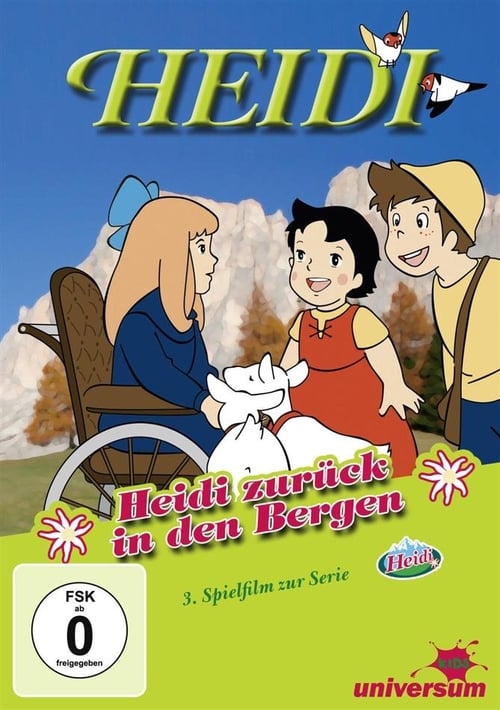 HEIDI
Heidi zurück
in den Bergen
3. Spielfilm zur Serie
Heidi
FSK
ab
0
freigegeben
KIDS
universum